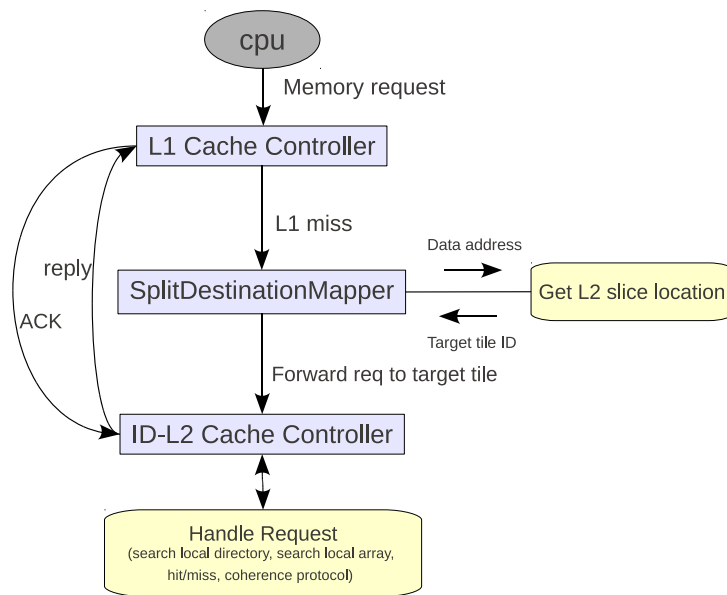 cpu
Memory request
L1 Cache Controller
L1 miss
Data address
reply
SplitDestinationMapper
Get L2 slice location
ACK
Target tile ID
Forward req to target tile
ID-L2 Cache Controller
Handle Request
(search local directory, search local array,
hit/miss, coherence protocol)